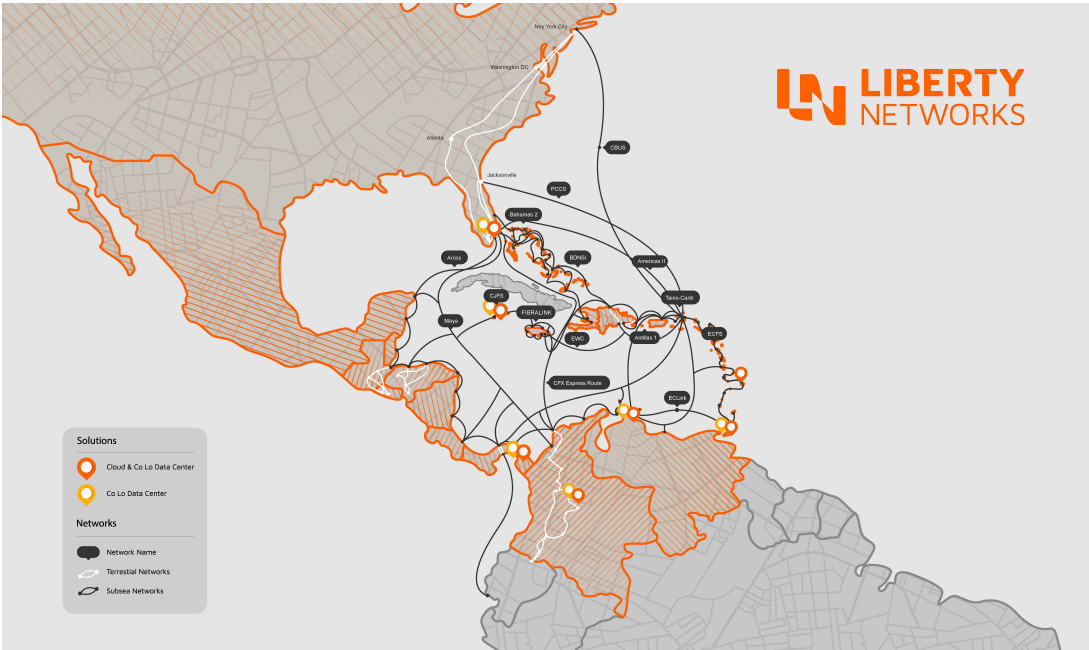 New York City
Washington DC
LIBERTY
NETWORKS
Atlanta
CBUS
Jacksonville
PCCS
Bahamas 2
Arcos
BDNSi
Americas II
CJFS
Taino-Carib
FIBRALINK
Maya
EWC
Antillas 1
ECFS
CFX Express Route
ECLink
Solutions
Cloud & Co Lo Data Center
Co Lo Data Center
Networks
Network Name
Terrestial Networks
Subsea Networks